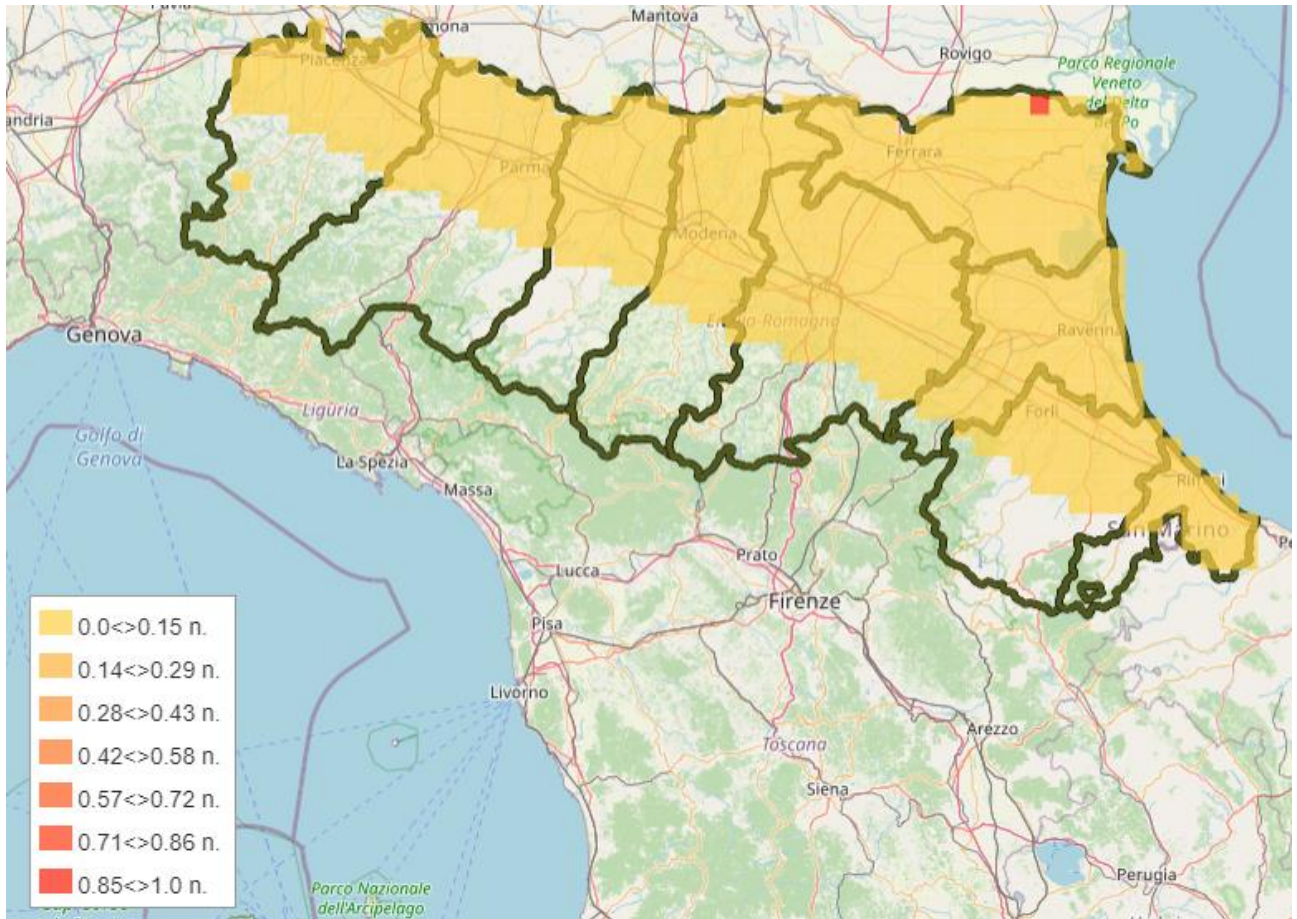 Mantova
Rovigo
Parco Regionale
Veneto
del Delta
Po
mona
andria
Piacenza
Ferrara
Parma
Modena
Emilia-Romagna
Ravenna
Genova
Forlì
Liguria
Golfo di
Genova
La Spezia
Massa
Rimini
San Marino
Pe
Prato
Lucca
Firenze
Pisa
Livorno
Arezzo
Toscana
Siena
Perugia
Parco Nazionale
dell'Arcipelago
0.0<>0.15 n.
0.14<>0.29 n.
0.28<>0.43 n.
0.42<>0.58 n.
0.57<>0.72 n.
0.71<>0.86 n.
0.85<>1.0 n.